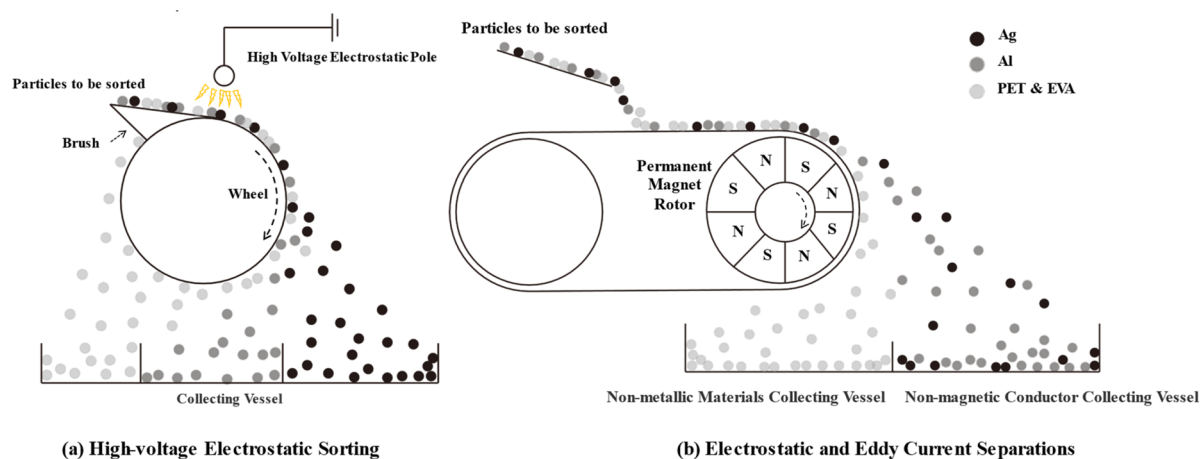 High Voltage Electrostatic Pole
Particles to be sorted
Brush
Wheel
Collecting Vessel
(a) High-voltage Electrostatic Sorting
Particles to be sorted
Ag
Al
PET & EVA
Permanent
Magnet
Rotor
N
S
S
N
N
S
S
N
Non-metallic Materials Collecting Vessel
Non-magnetic Conductor Collecting Vessel
(b) Electrostatic and Eddy Current Separations